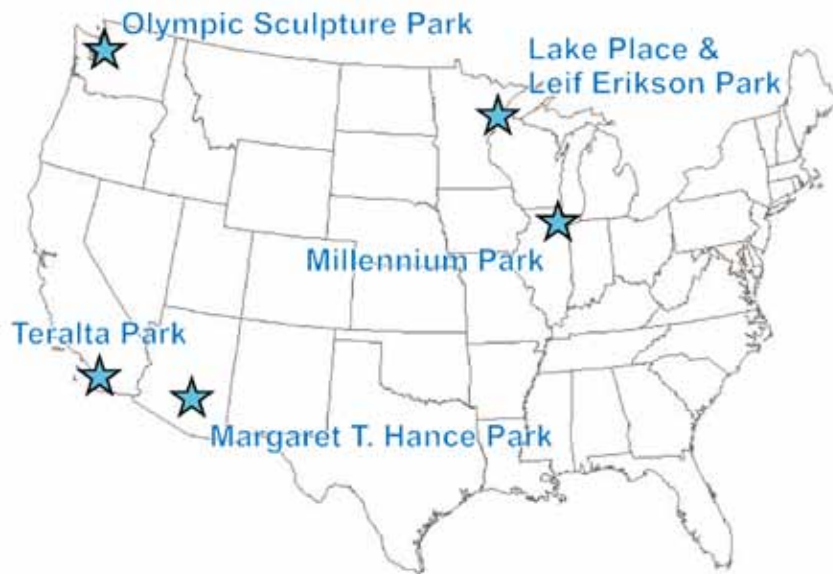 Olympic Sculpture Park
Lake Place &
Leif Erikson Park
Millennium Park
Teralta Park
Margaret T. Hance Park